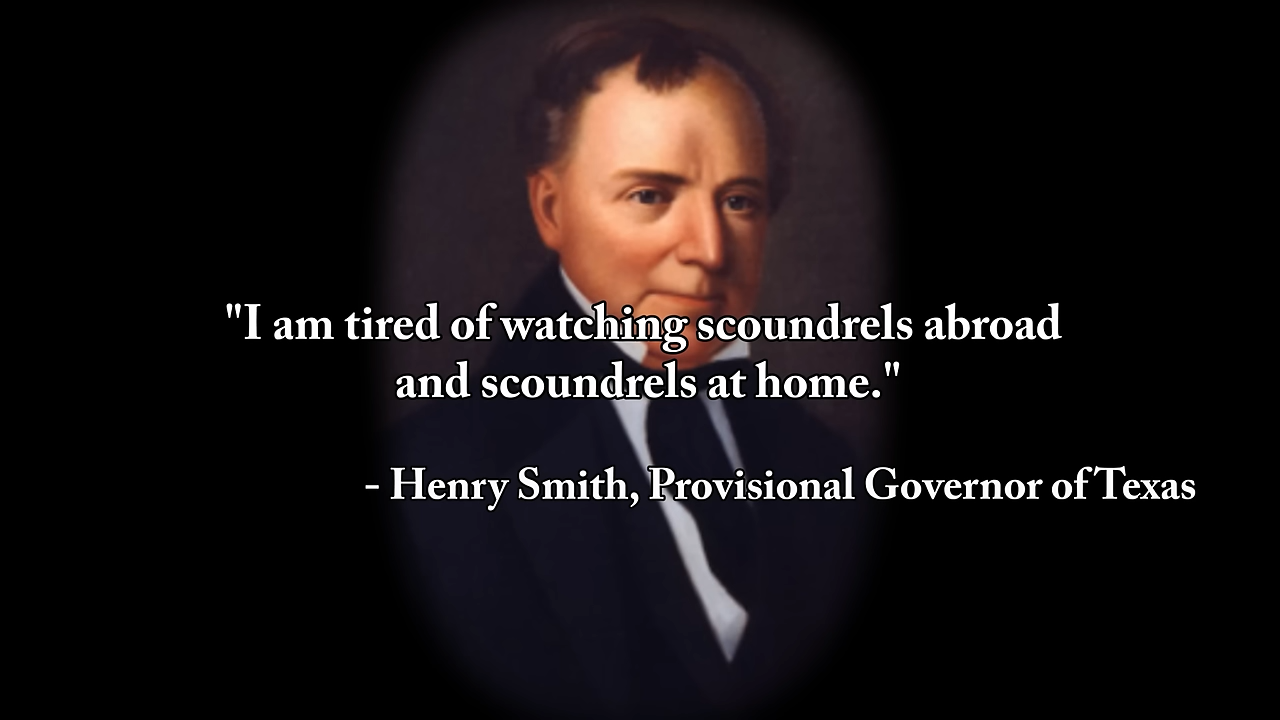 "I am tired of watching scoundrels abroad
and scoundrels at home."
- Henry Smith, Provisional Governor of Texas